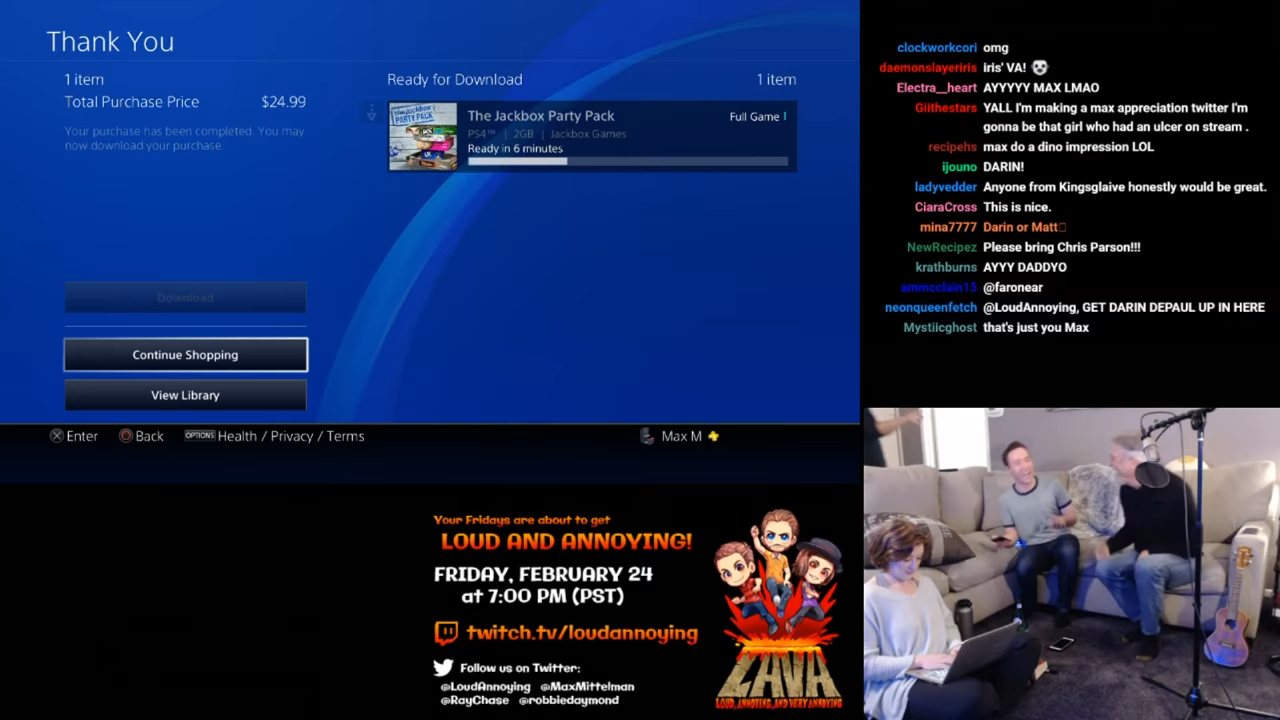 Thank You
1 item
Total Purchase Price $24.99
Your purchase has been completed. You may
now download your purchase.
Ready for Download 1 item
The Jackbox Party Pack Full Game
PS4™ | 2GB | Jackbox Games
Ready in 6 minutes
Download
Continue Shopping
View Library
Enter Back OPTIONS Health / Privacy / Terms
Max M
clockworkcori omg
daemonslayeriris iris' VA!
Electra__heart AYYYYY MAX LMAO
Giithestars YALL I'm making a max appreciation twitter I'm
gonna be that girl who had an ulcer on stream .
recipehs max do a dino impression LOL
ijouno DARIN!
ladyvedder Anyone from Kingsglaive honestly would be great.
CiaraCross This is nice.
mina7777 Darin or Matt
NewRecipez Please bring Chris Parson!!!
krathburns AYYY DADDYO
ammcclain15 @faronear
neonqueenfetch @LoudAnnoying, GET DARIN DEPAUL UP IN HERE
Mystiicghost that's just you Max
Your Fridays are about to get
LOUD AND ANNOYING!
FRIDAY, FEBRUARY 24
at 7:00 PM (PST)
twitch.tv/loudannoying
Follow us on Twitter:
@LoudAnnoying @MaxMittelman
@RayChase @robbiedaymond
LAVA
LOUD, ANNOYING, AND VERY ANNOYING